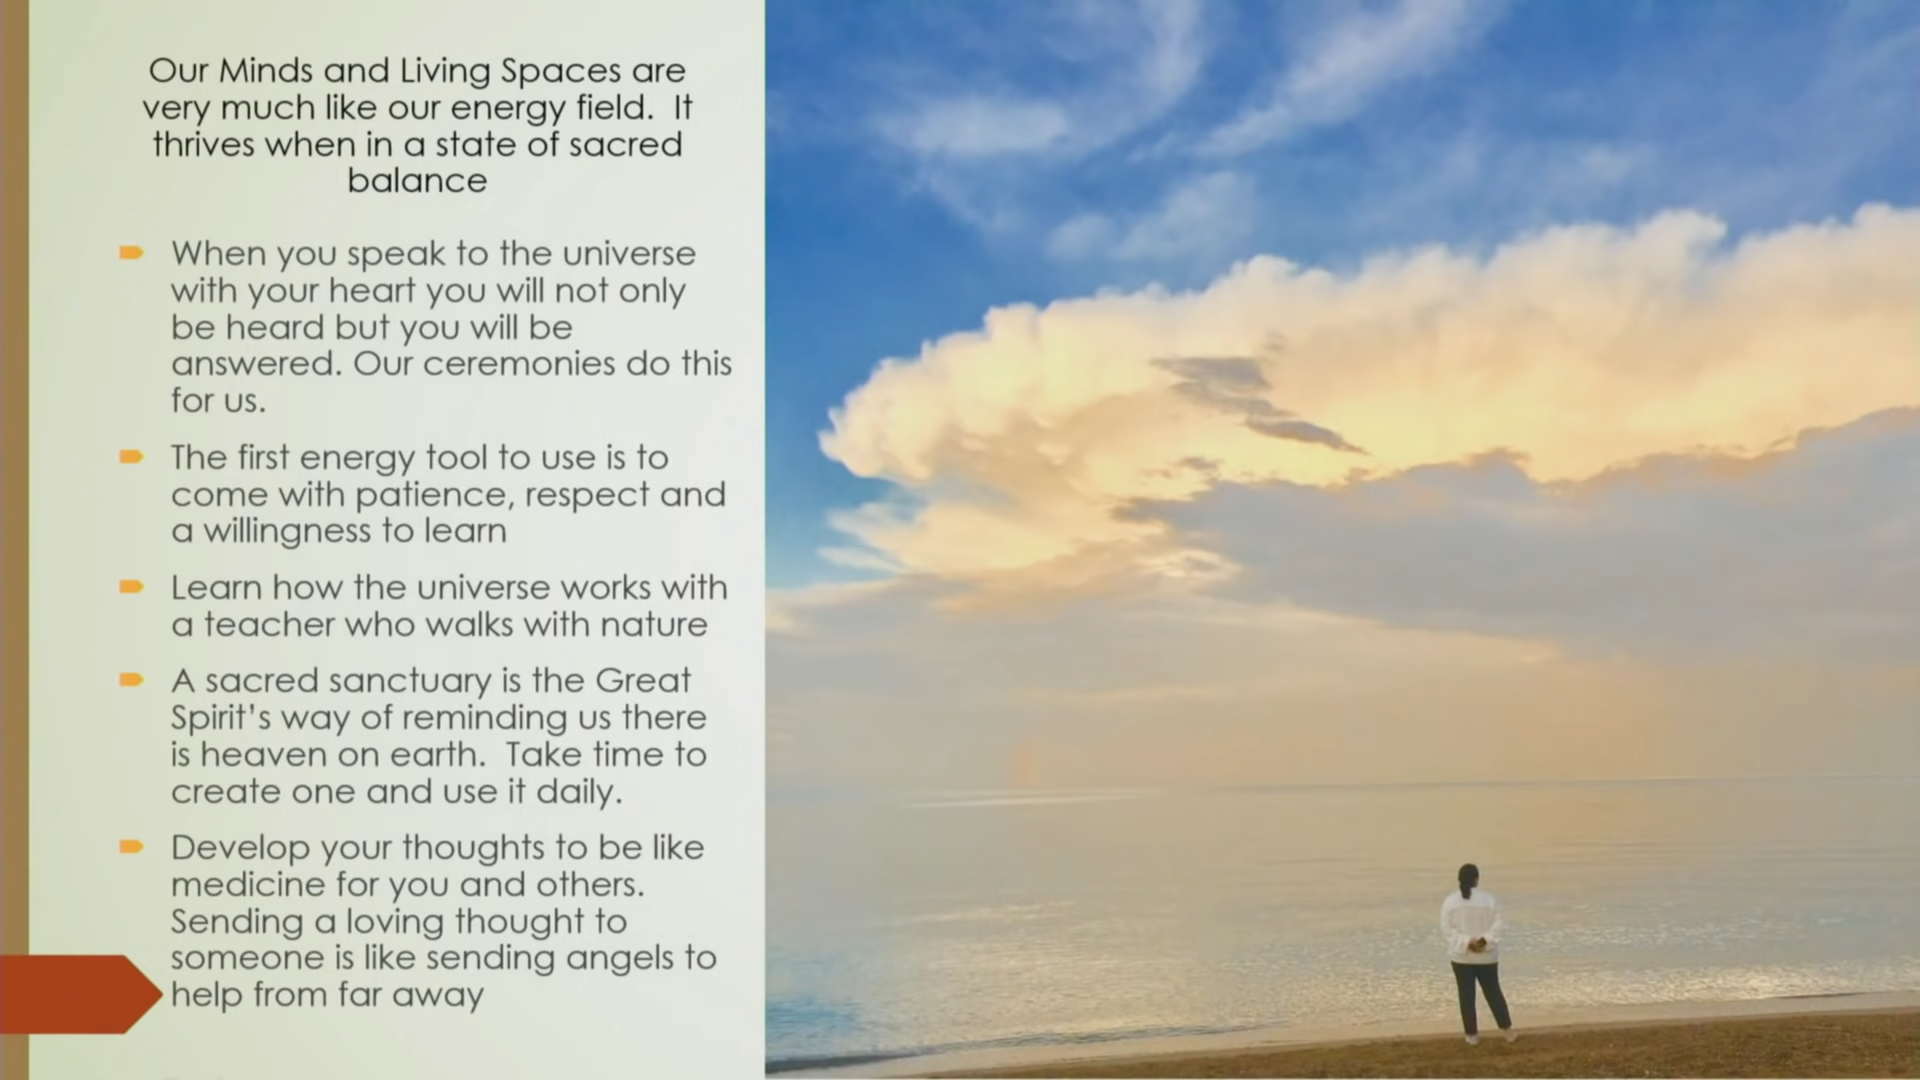 Our Minds and Living Spaces are
very much like our energy field.  It
thrives when in a state of sacred
balance
When you speak to the universe
with your heart you will not only
be heard but you will be
answered. Our ceremonies do this
for us.
The first energy tool to use is to
come with patience, respect and
a willingness to learn
Learn how the universe works with
a teacher who walks with nature
A sacred sanctuary is the Great
Spirit's way of reminding us there
is heaven on earth.  Take time to
create one and use it daily.
Develop your thoughts to be like
medicine for you and others.
Sending a loving thought to
someone is like sending angels to
help from far away